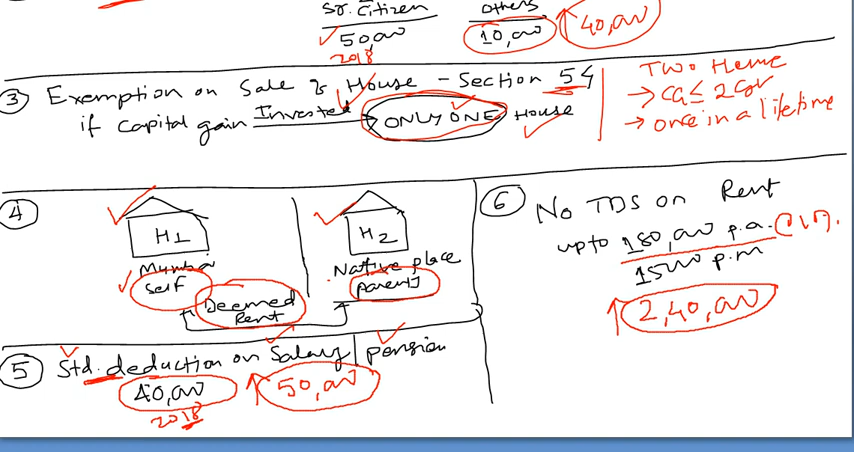 Sr. Citizen
Others
50,000
10,000
40,000
2018
③ Exemption on Sale of House - Section 54
if capital gain Invested → ONLY ONE House
Two House
→ CG ≤ 2 Cr
→ once in a lifetime
④
H1
H2
Mumbai
Native place
self
parents
Deemed
Rent
⑤ Std. deduction on Salary | pension
40,000
↑ 50,000
2018
⑥ No TDS on Rent
upto 180,000 p.a.
15000 p.m
↑ 2,40,000